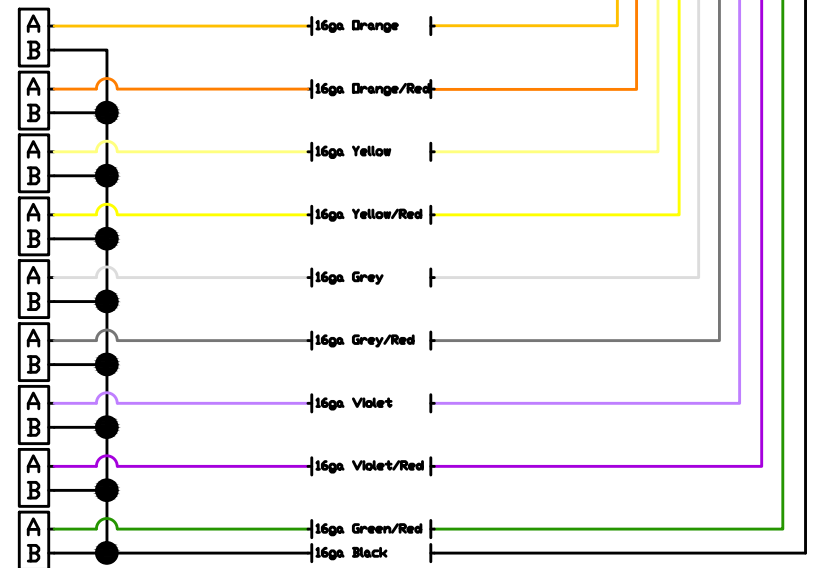 A 16ga Orange
B
A 16ga Orange/Red
B
A 16ga Yellow
B
A 16ga Yellow/Red
B
A 16ga Grey
B
A 16ga Grey/Red
B
A 16ga Violet
B
A 16ga Violet/Red
B
A 16ga Green/Red
B 16ga Black